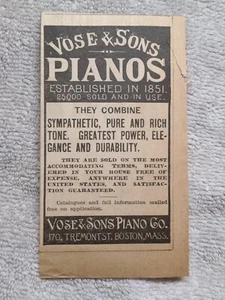 VOSE & SONS
PIANOS
ESTABLISHED IN 1851.
25000 SOLD AND IN USE.
THEY COMBINE
SYMPATHETIC, PURE AND RICH
TONE. GREATEST POWER, ELE-
GANCE AND DURABILITY.
THEY ARE SOLD ON THE MOST
ACCOMMODATING TERMS, DELIV-
ERED IN YOUR HOUSE FREE OF
EXPENSE, ANYWHERE IN THE
UNITED STATES, AND SATISFAC-
TION GUARANTEED.
Catalogues and full information mailed
free on application.
VOSE & SONS PIANO CO.
170, TREMONT ST. BOSTON, MASS.